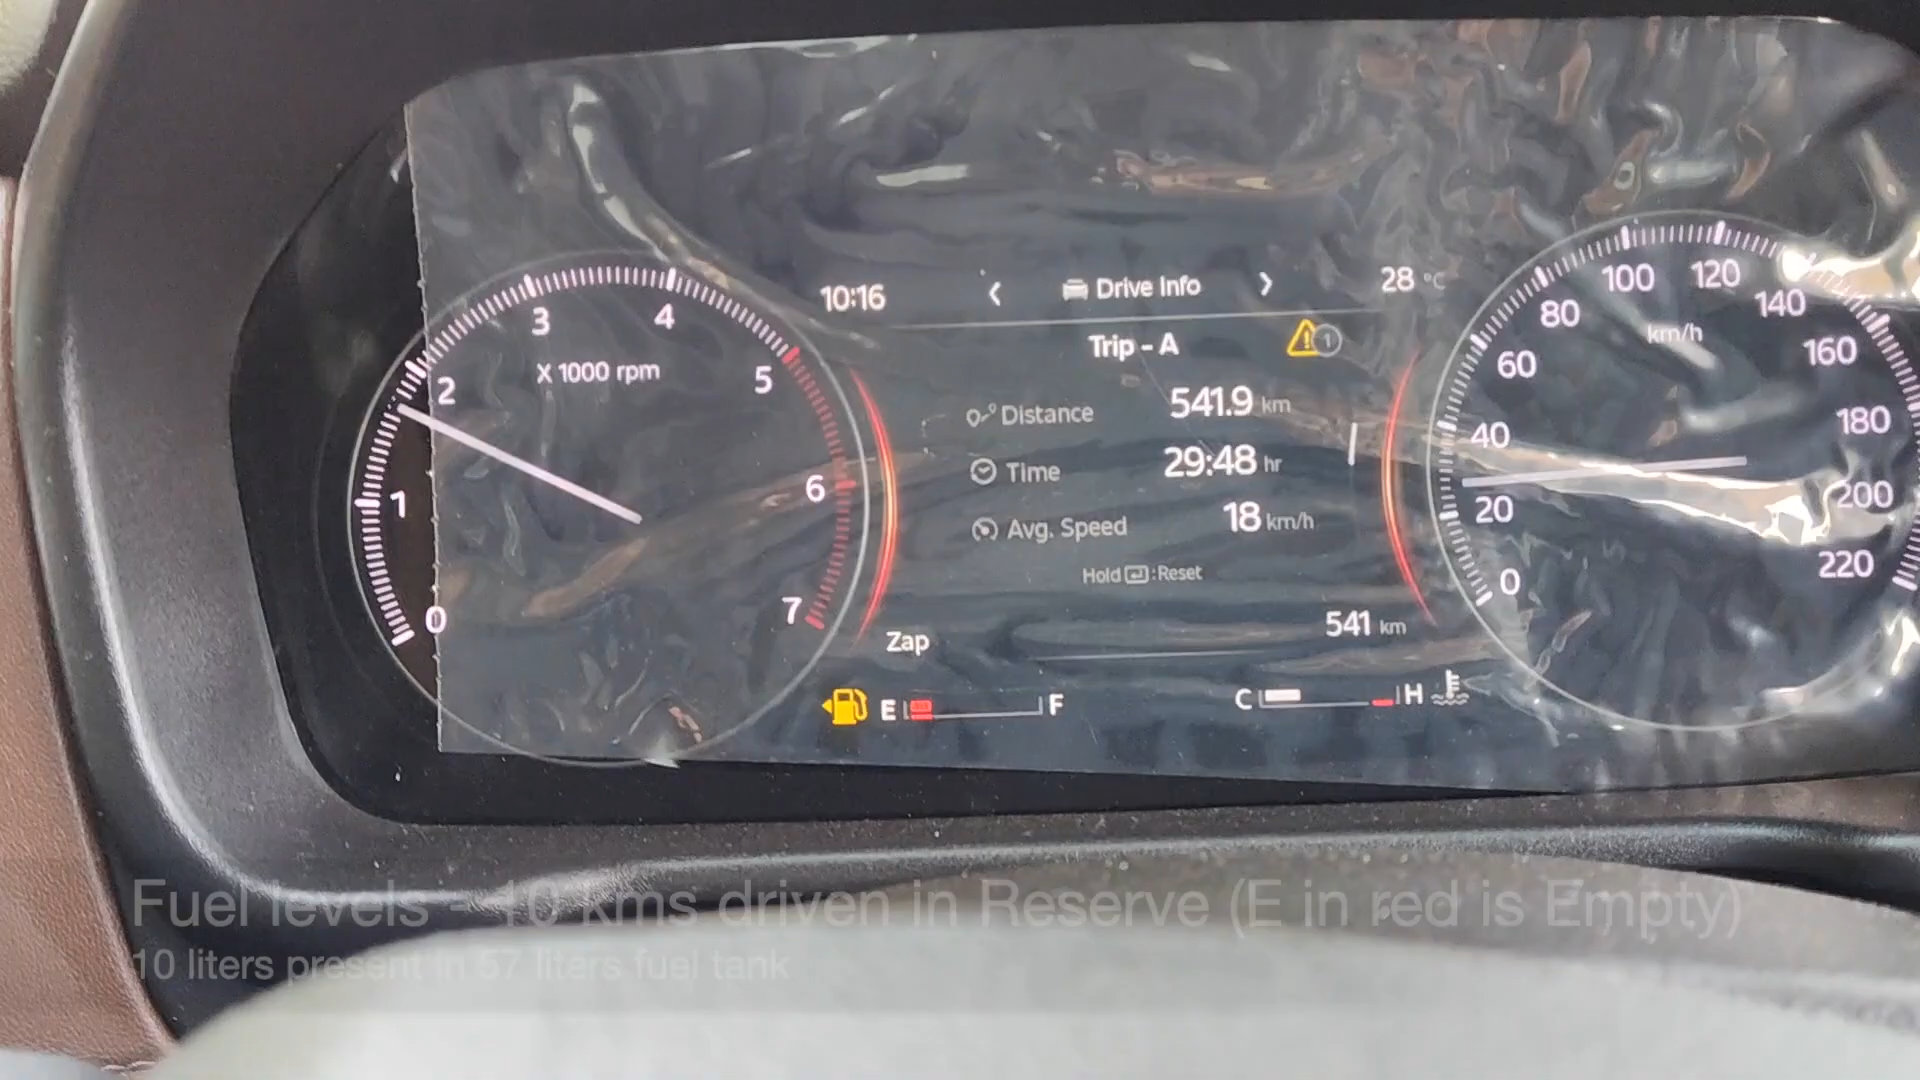 10:16 Drive Info 28 °C
Trip - A
Distance 541.9 km
Time 29:48 hr
Avg. Speed 18 km/h
Hold :Reset
Zap 541 km
E F C H
0 1 2 3 4 5 6 7
X 1000 rpm
0 20 40 60 80 100 120 140 160 180 200 220
km/h
1
Fuel levels - 10 kms driven in Reserve (E in red is Empty)
10 liters present in 57 liters fuel tank